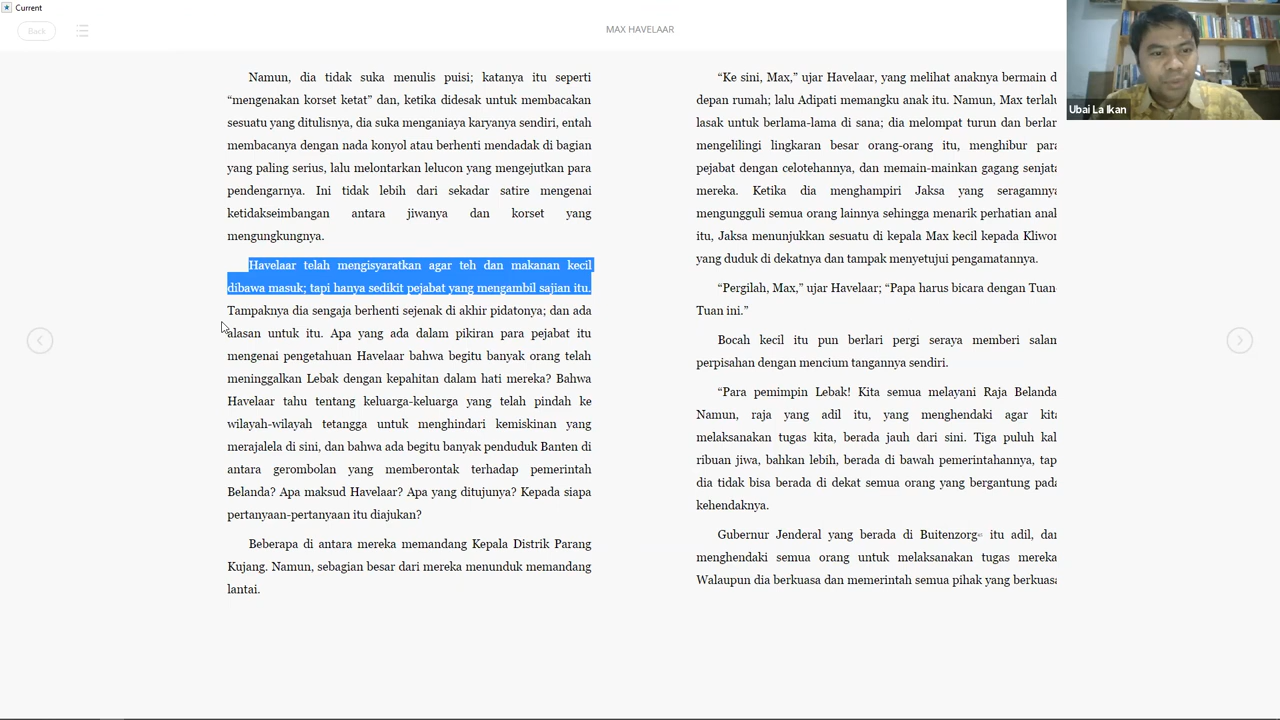 Current
Back
MAX HAVELAAR
Namun, dia tidak suka menulis puisi; katanya itu seperti
“mengenakan korset ketat” dan, ketika didesak untuk membacakan
sesuatu yang ditulisnya, dia suka menganiaya karyanya sendiri, entah
membacanya dengan nada konyol atau berhenti mendadak di bagian
yang paling serius, lalu melontarkan lelucon yang mengejutkan para
pendengarnya. Ini tidak lebih dari sekadar satire mengenai
ketidakseimbangan antara jiwanya dan korset yang
mengungkungnya.
Havelaar telah mengisyaratkan agar teh dan makanan kecil
dibawa masuk; tapi hanya sedikit pejabat yang mengambil sajian itu.
Tampaknya dia sengaja berhenti sejenak di akhir pidatonya; dan ada
alasan untuk itu. Apa yang ada dalam pikiran para pejabat itu
mengenai pengetahuan Havelaar bahwa begitu banyak orang telah
meninggalkan Lebak dengan kepahitan dalam hati mereka? Bahwa
Havelaar tahu tentang keluarga-keluarga yang telah pindah ke
wilayah-wilayah tetangga untuk menghindari kemiskinan yang
merajalela di sini, dan bahwa ada begitu banyak penduduk Banten di
antara gerombolan yang memberontak terhadap pemerintah
Belanda? Apa maksud Havelaar? Apa yang ditujunya? Kepada siapa
pertanyaan-pertanyaan itu diajukan?
Beberapa di antara mereka memandang Kepala Distrik Parang
Kujang. Namun, sebagian besar dari mereka menunduk memandang
lantai.
“Ke sini, Max,” ujar Havelaar, yang melihat anaknya bermain d
depan rumah; lalu Adipati memangku anak itu. Namun, Max terlalu
lasak untuk berlama-lama di sana; dia melompat turun dan berlar
mengelilingi lingkaran besar orang-orang itu, menghibur para
pejabat dengan celotehannya, dan memain-mainkan gagang senjata
mereka. Ketika dia menghampiri Jaksa yang seragamnya
mengungguli semua orang lainnya sehingga menarik perhatian anal
itu, Jaksa menunjukkan sesuatu di kepala Max kecil kepada Kliwon
yang duduk di dekatnya dan tampak menyetujui pengamatannya.
“Pergilah, Max,” ujar Havelaar; “Papa harus bicara dengan Tuan-
Tuan ini.”
Bocah kecil itu pun berlari pergi seraya memberi salam
perpisahan dengan mencium tangannya sendiri.
“Para pemimpin Lebak! Kita semua melayani Raja Belanda
Namun, raja yang adil itu, yang menghendaki agar kita
melaksanakan tugas kita, berada jauh dari sini. Tiga puluh kal
ribuan jiwa, bahkan lebih, berada di bawah pemerintahannya, tap
dia tidak bisa berada di dekat semua orang yang bergantung pada
kehendaknya.
Gubernur Jenderal yang berada di Buitenzorg itu adil, dan
menghendaki semua orang untuk melaksanakan tugas mereka
Walaupun dia berkuasa dan memerintah semua pihak yang berkuasa
Ubai La Ikan